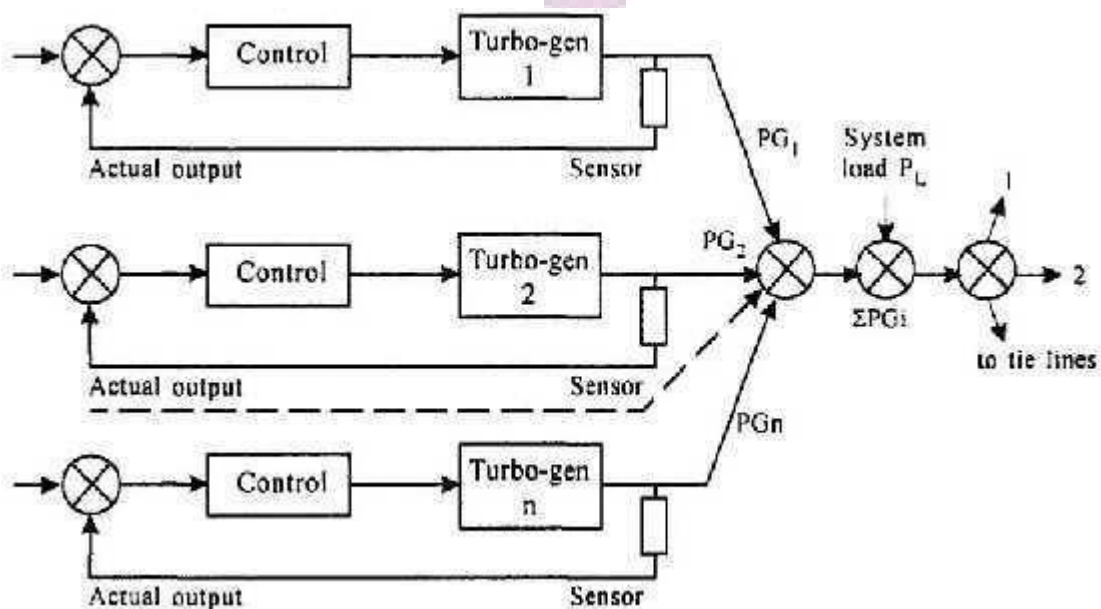 Control
Turbo-gen
1
Actual output
Sensor
PG₁
System
load P_L
1
Control
Turbo-gen
2
Actual output
Sensor
PG₂
ΣPGi
2
to tie lines
Control
Turbo-gen
n
Actual output
Sensor
PGn